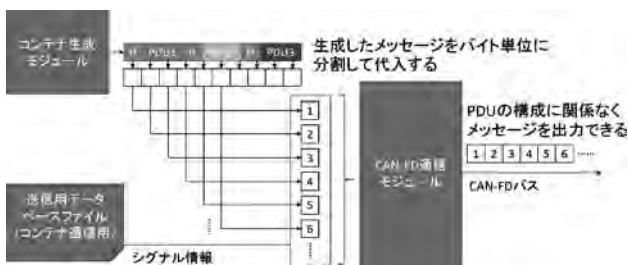 コンテナ生成
モジュール
H PDU1 H H PDU3
生成したメッセージをバイト単位に
分割して代入する
1
2
3
4
5
6
CAN-FD通信
モジュール
PDUの構成に関係なく
メッセージを出力できる
1 2 3 4 5 6 ……
CAN-FDバス
送信用データ
ベースファイル
(コンテナ通信用)
シグナル情報